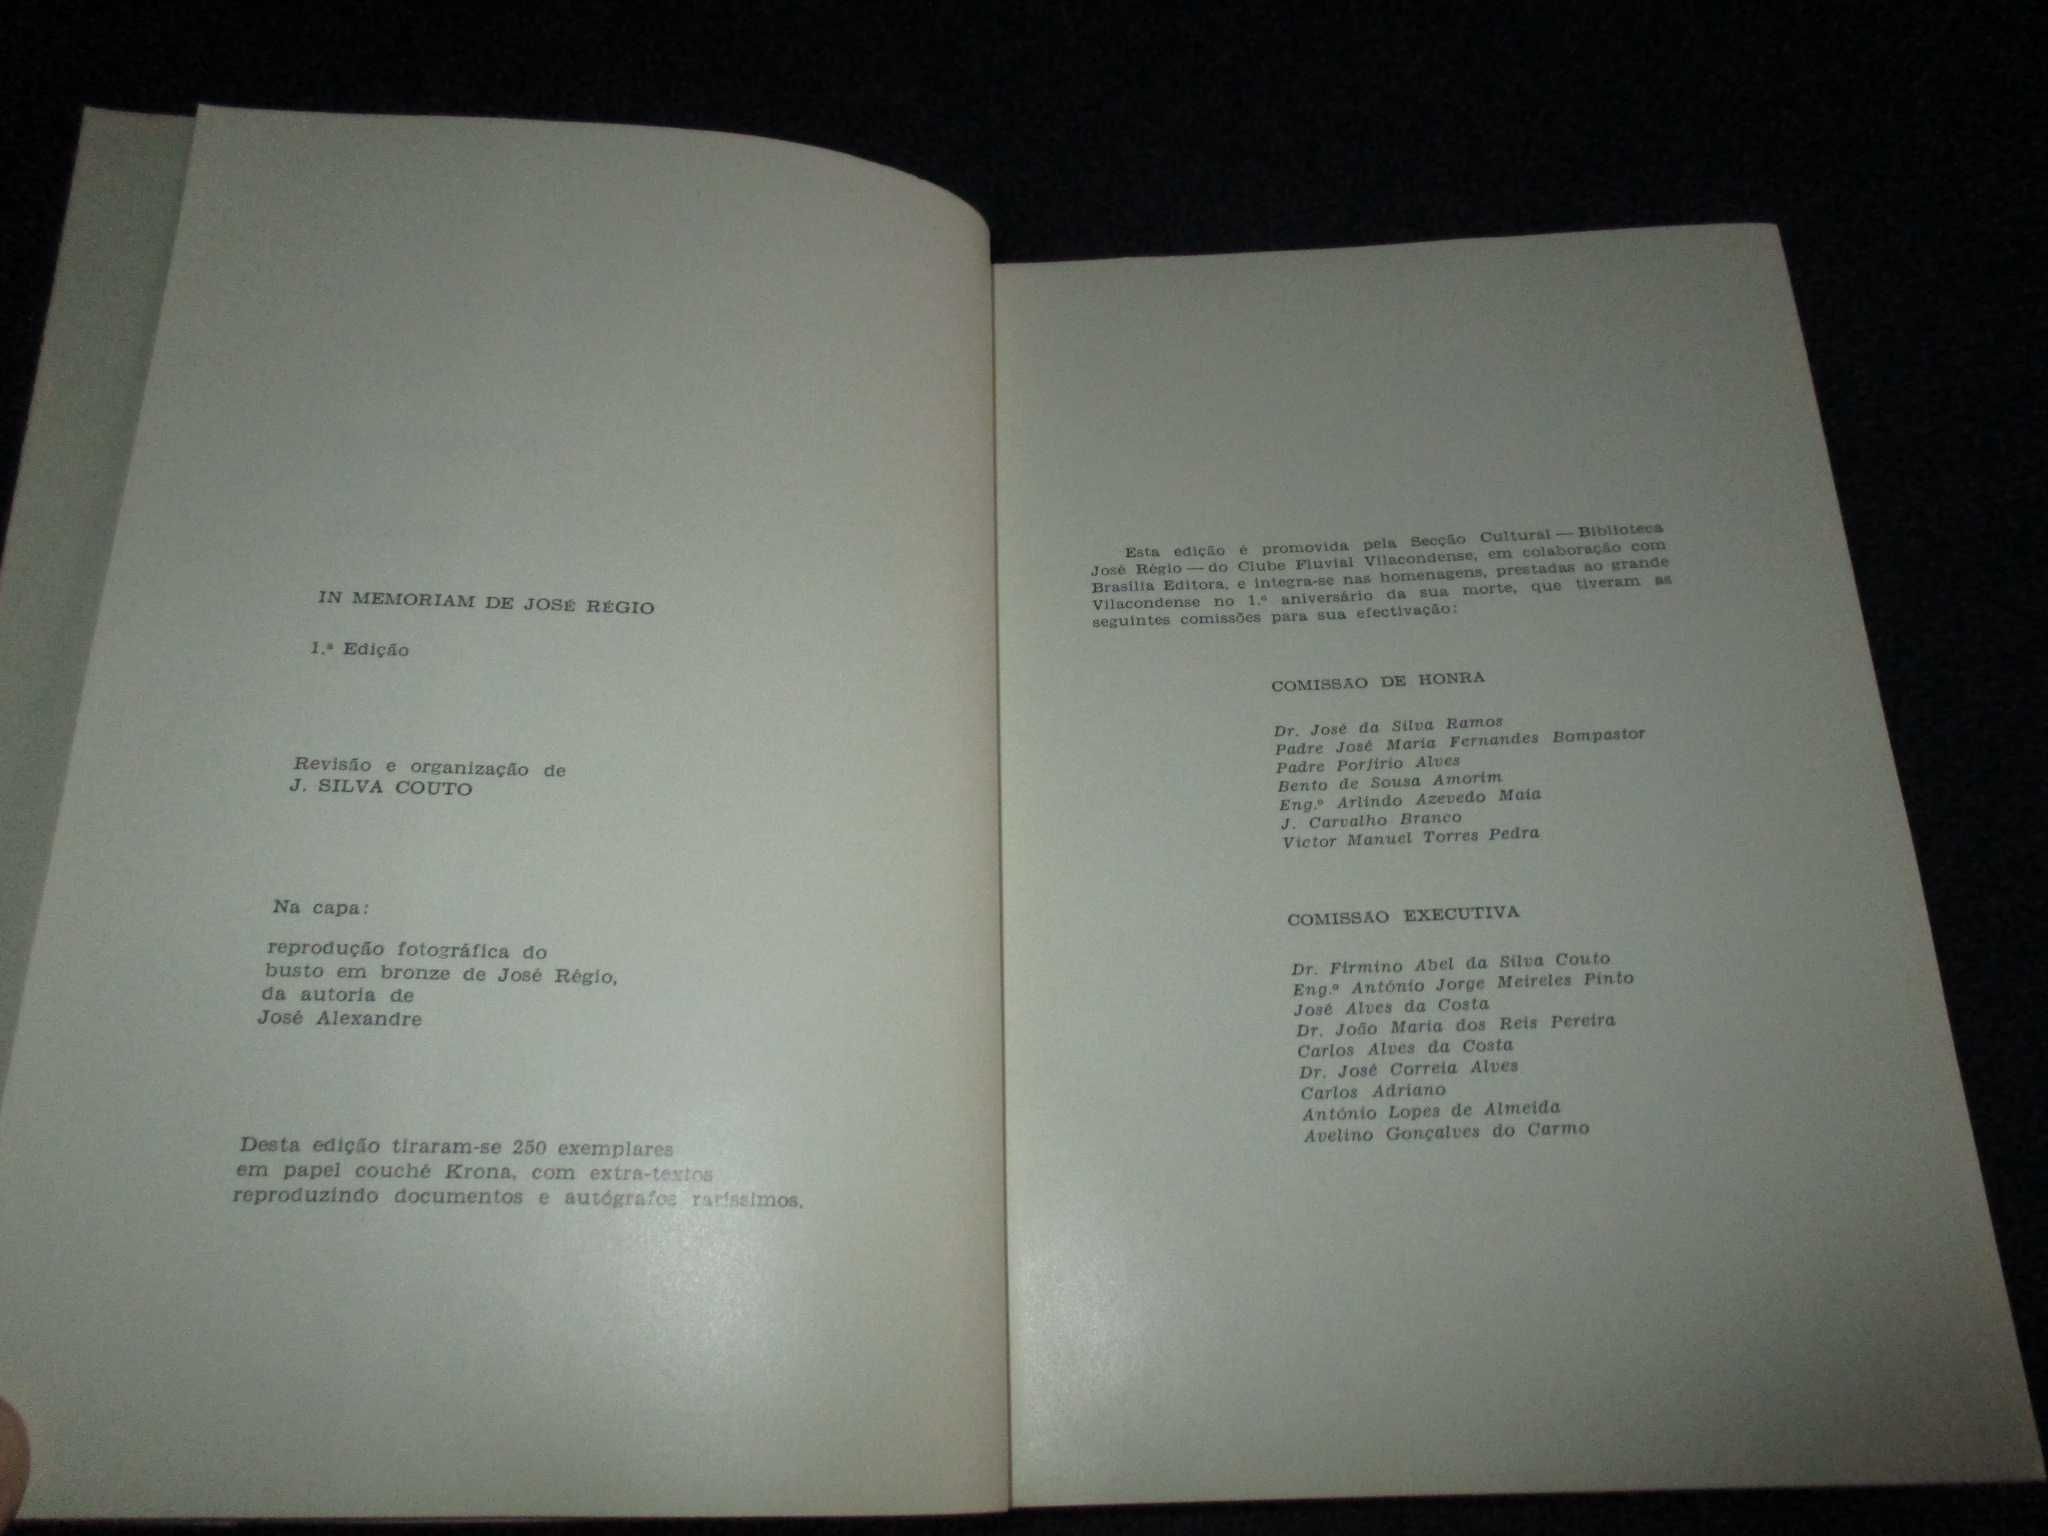 IN MEMORIAM DE JOSÉ RÉGIO
1.ª Edição
Revisão e organização de
J. SILVA COUTO
Na capa:
reprodução fotográfica do
busto em bronze de José Régio,
da autoria de
José Alexandre
Desta edição tiraram-se 250 exemplares
em papel couché Krona, com extra-textos
reproduzindo documentos e autógrafos raríssimos.
Esta edição é promovida pela Secção Cultural — Biblioteca
José Régio — do Clube Fluvial Vilacondense, em colaboração com
Brasília Editora, e integra-se nas homenagens, prestadas ao grande
Vilacondense no 1.º aniversário da sua morte, que tiveram as
seguintes comissões para sua efectivação:
COMISSÃO DE HONRA
Dr. José da Silva Ramos
Padre José Maria Fernandes Bompastor
Padre Porfírio Alves
Bento de Sousa Amorim
Eng.º Arlindo Azevedo Maia
J. Carvalho Branco
Victor Manuel Torres Pedra
COMISSÃO EXECUTIVA
Dr. Firmino Abel da Silva Couto
Eng.º António Jorge Meireles Pinto
José Alves da Costa
Dr. João Maria dos Reis Pereira
Carlos Alves da Costa
Dr. José Correia Alves
Carlos Adriano
António Lopes de Almeida
Avelino Gonçalves do Carmo